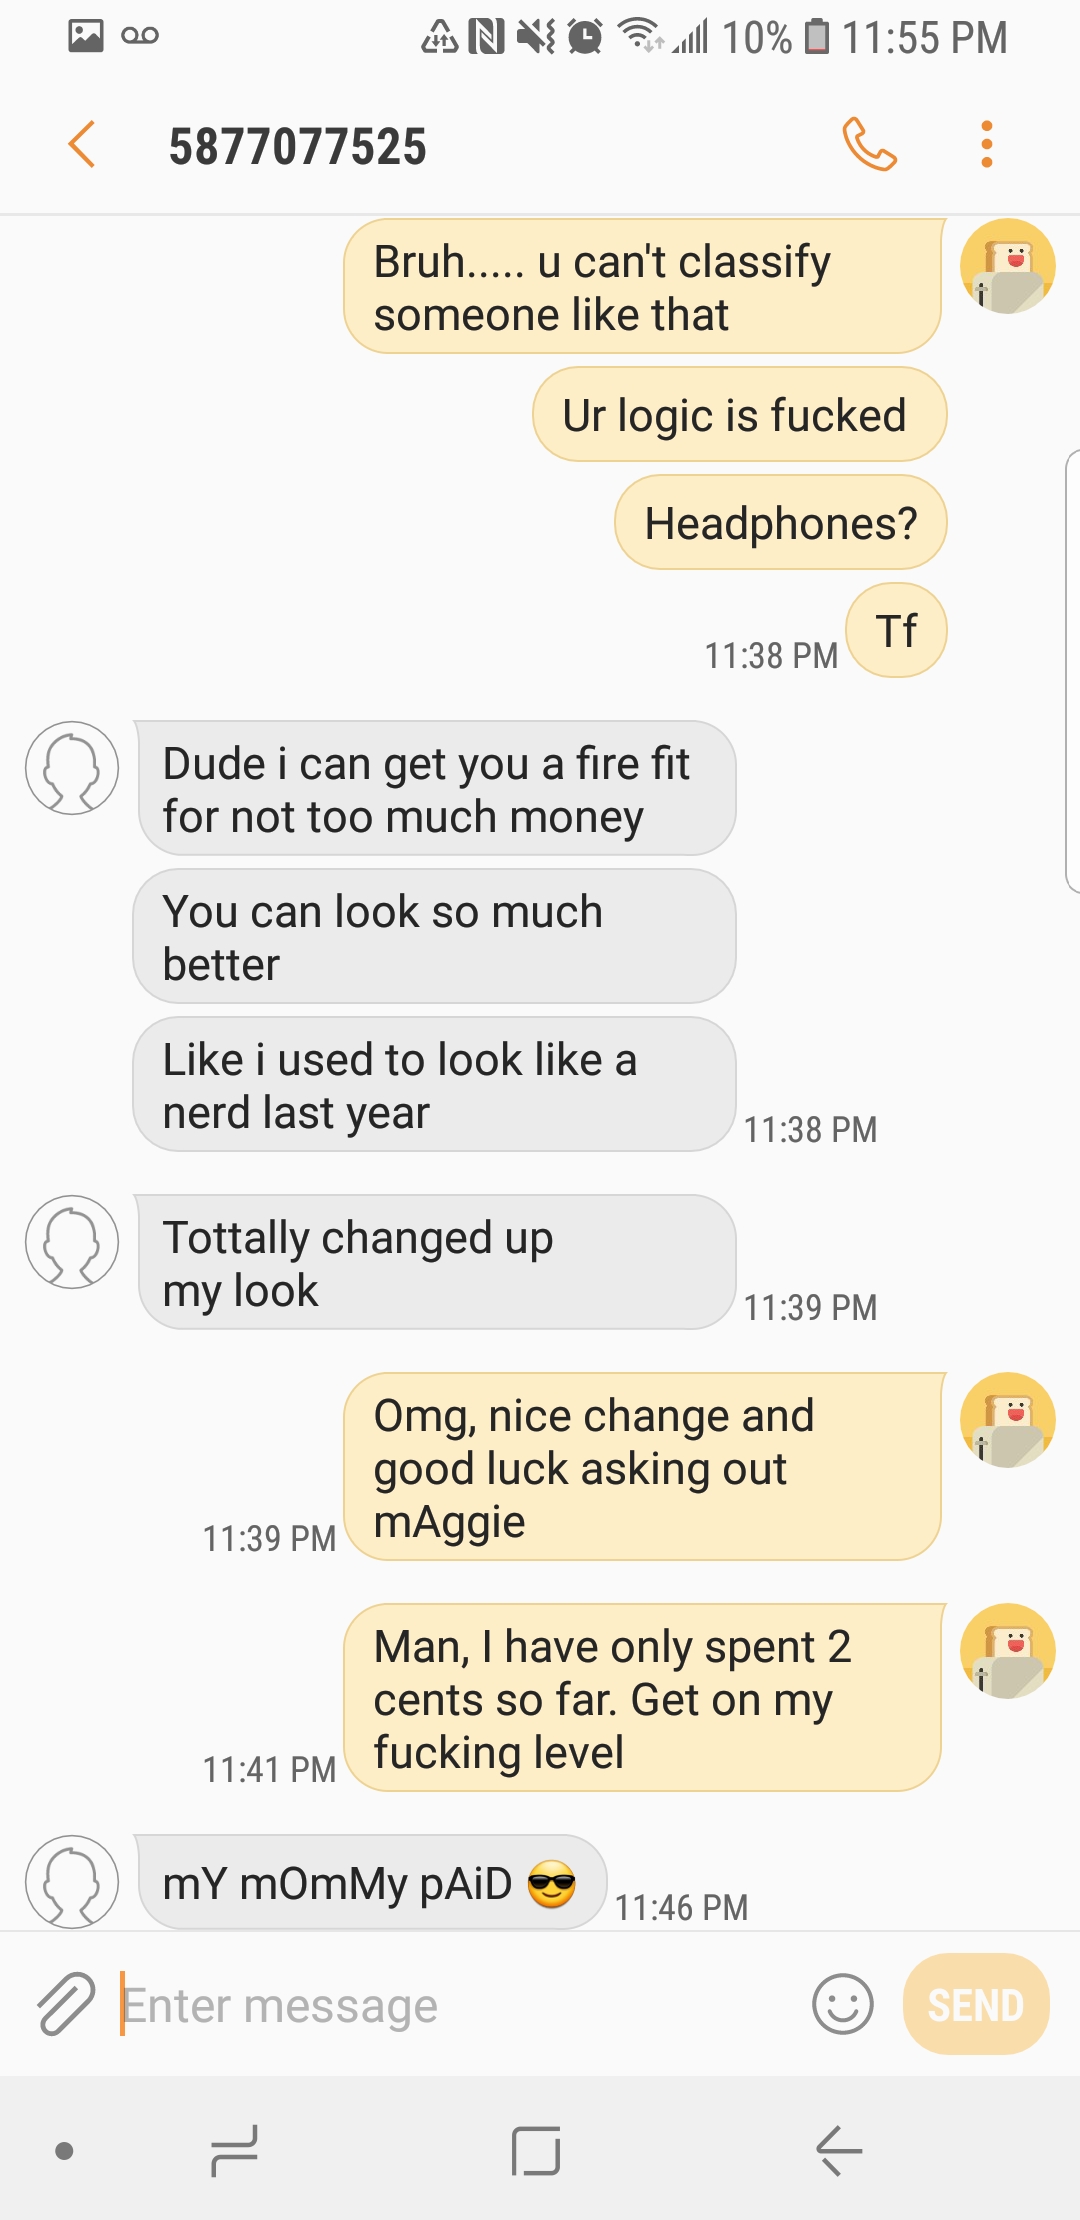 10% 11:55 PM
5877077525
Bruh..... u can't classify
someone like that
Ur logic is fucked
Headphones?
Tf
11:38 PM
Dude i can get you a fire fit
for not too much money
You can look so much
better
Like i used to look like a
nerd last year
11:38 PM
Tottally changed up
my look
11:39 PM
Omg, nice change and
good luck asking out
mAggie
11:39 PM
Man, I have only spent 2
cents so far. Get on my
fucking level
11:41 PM
mY mOmMy pAiD 😎
11:46 PM
Enter message
SEND